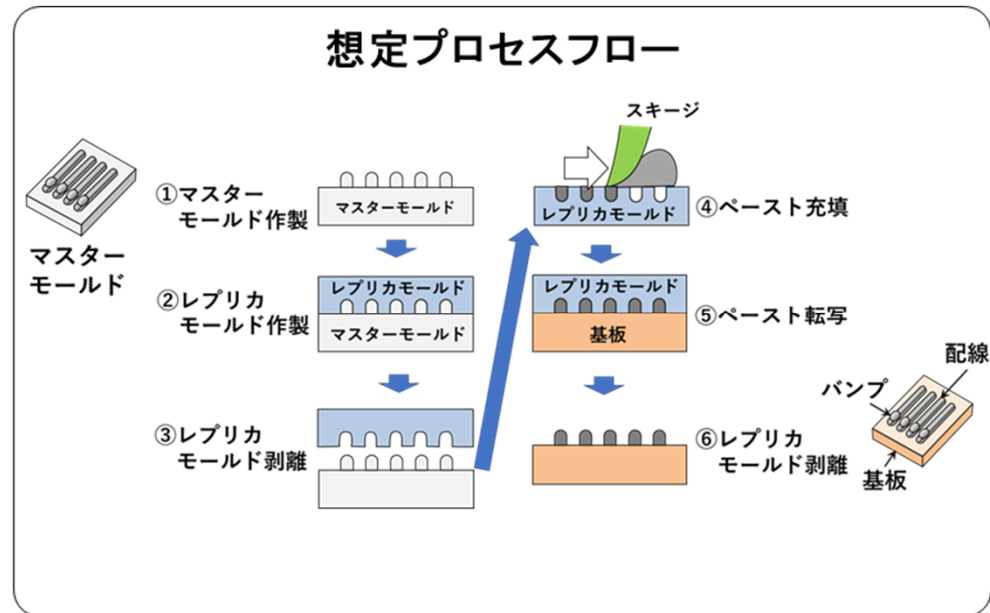 想定プロセスフロー
マスター
モールド
①マスター
モールド作製
マスターモールド
②レプリカ
モールド作製
レプリカモールド
マスターモールド
③レプリカ
モールド剥離
スキージ
レプリカモールド
④ペースト充填
レプリカモールド
基板
⑤ペースト転写
⑥レプリカ
モールド剥離
配線
バンプ
基板